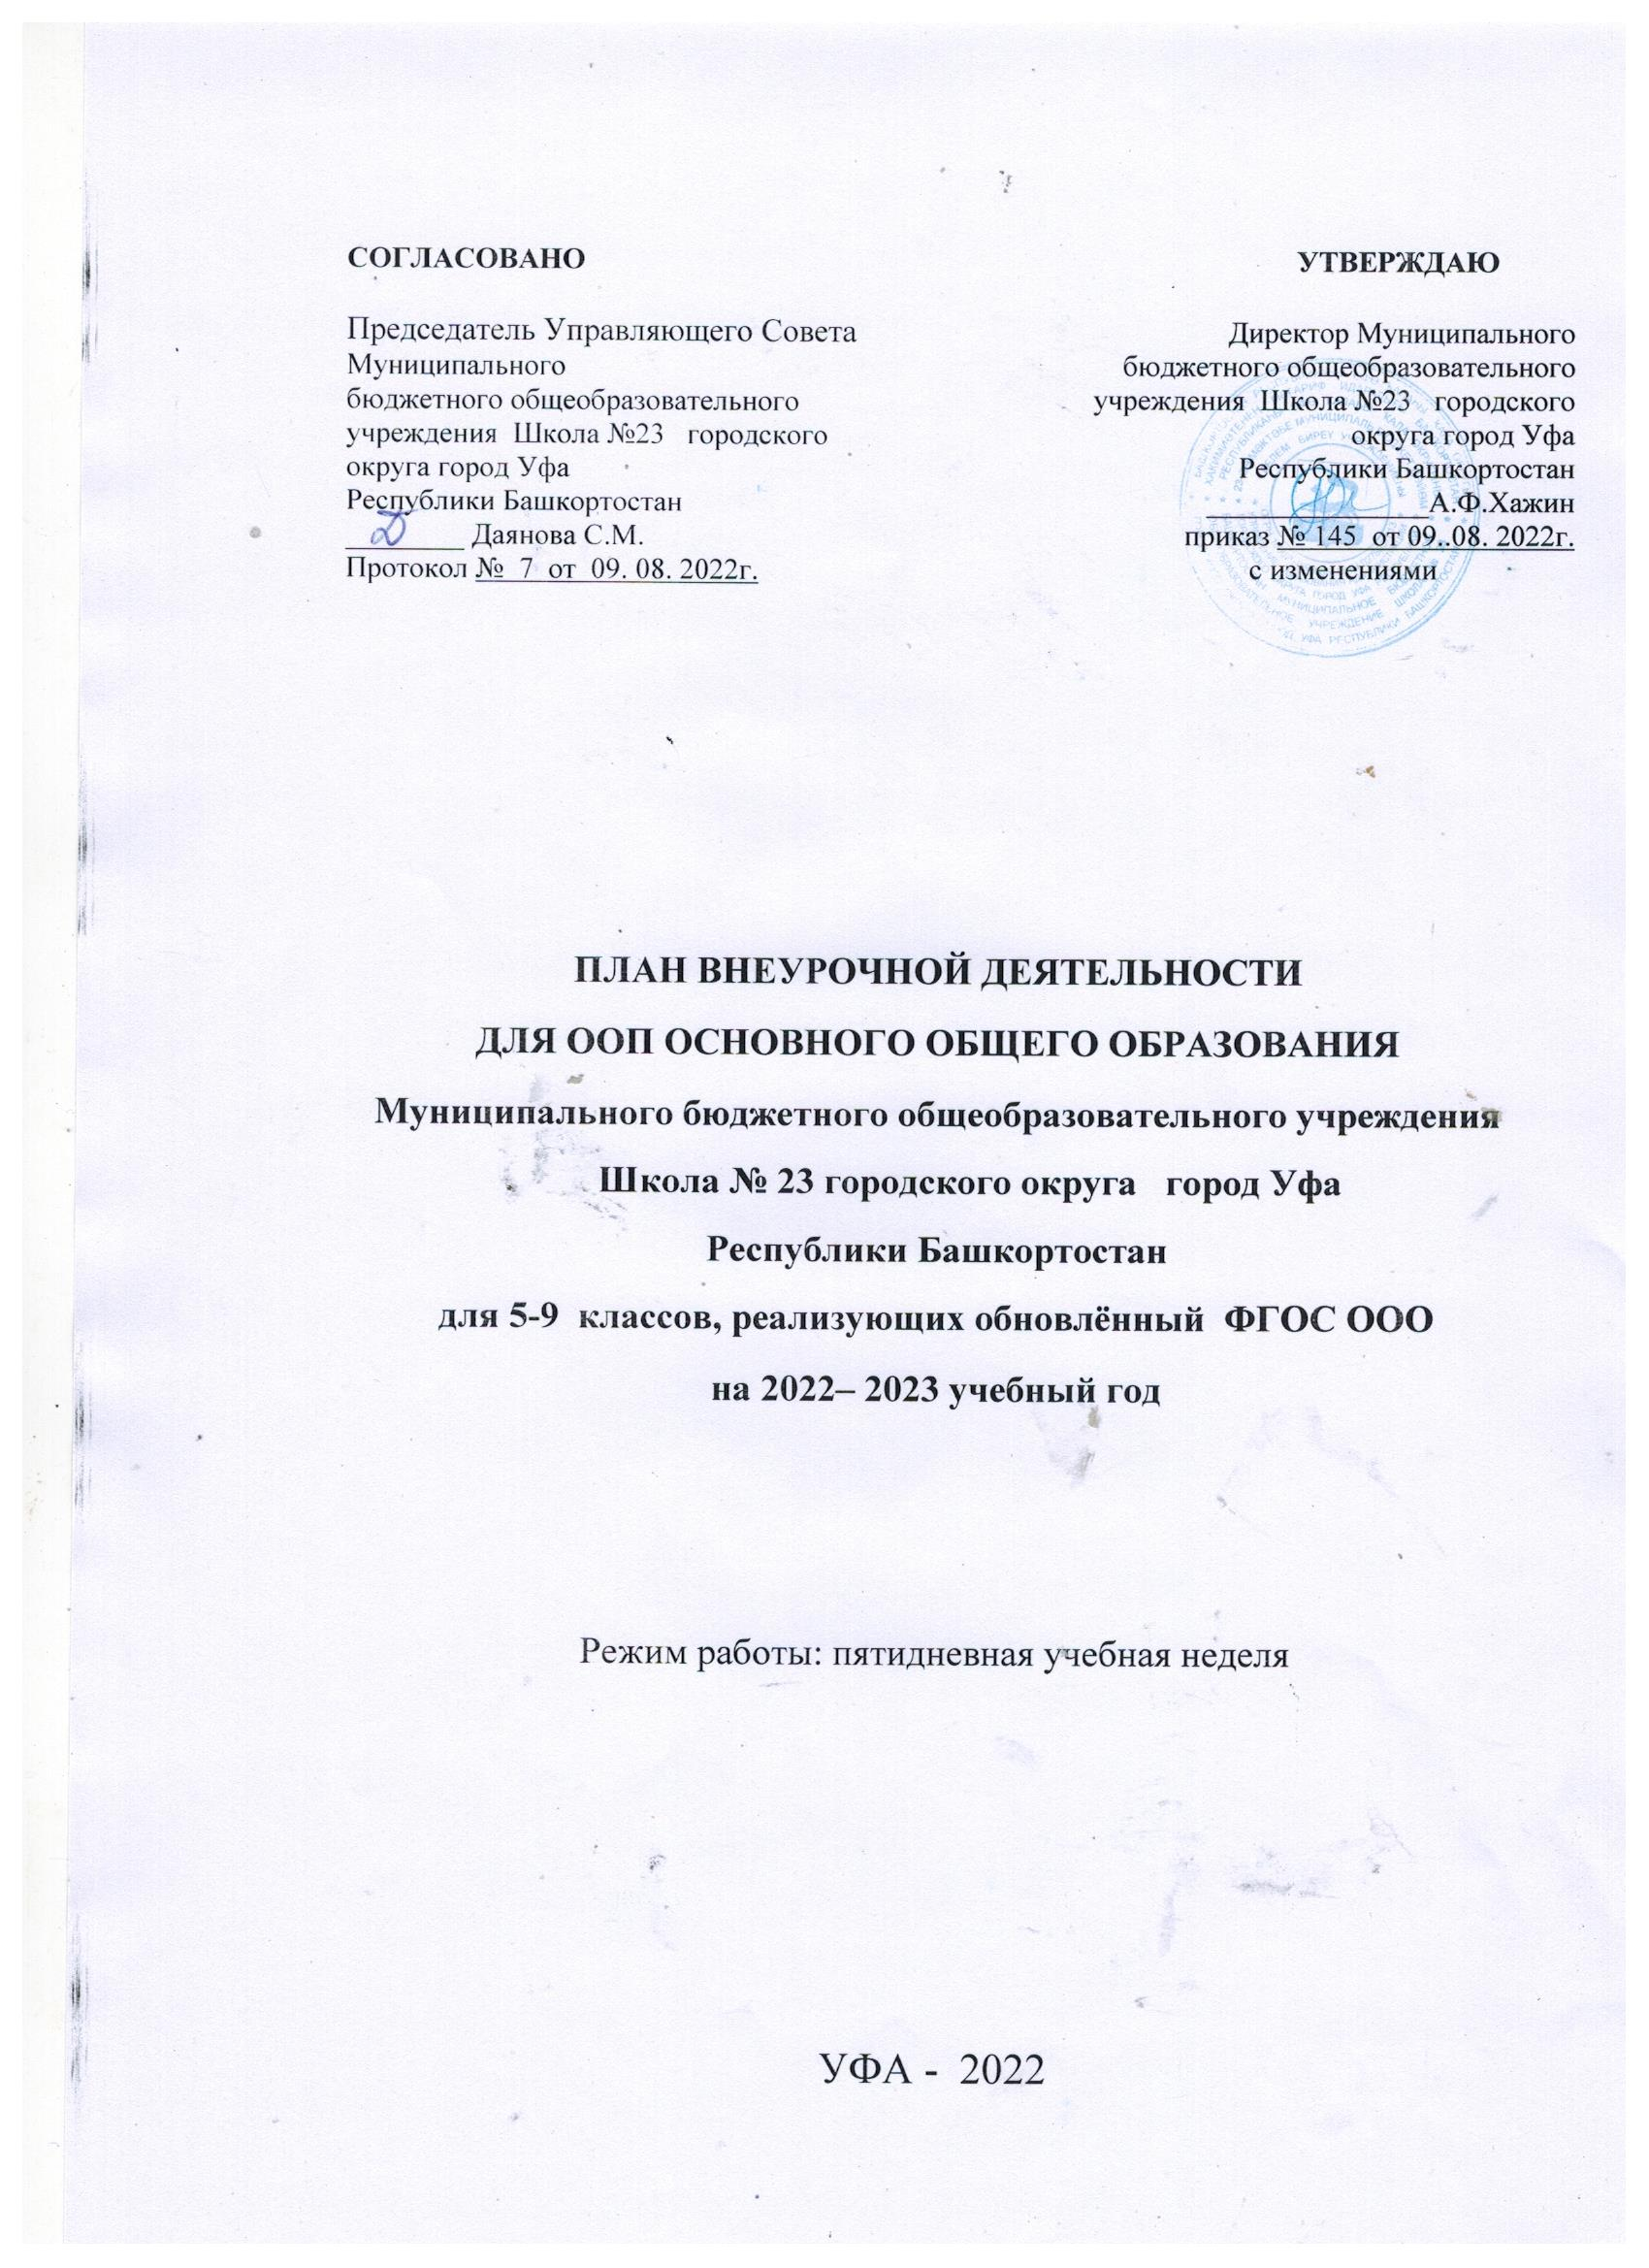 СОГЛАСОВАНО
Председатель Управляющего Совета
Муниципального
бюджетного общеобразовательного
учреждения Школа №23 городского
округа город Уфа
Республики Башкортостан
_________ Даянова С.М.
Протокол № 7 от 09. 08. 2022г.
УТВЕРЖДАЮ
Директор Муниципального
бюджетного общеобразовательного
учреждения Школа №23 городского
округа город Уфа
Республики Башкортостан
________________А.Ф.Хажин
приказ № 145 от 09..08. 2022г.
с изменениями
ПЛАН ВНЕУРОЧНОЙ ДЕЯТЕЛЬНОСТИ
ДЛЯ ООП ОСНОВНОГО ОБЩЕГО ОБРАЗОВАНИЯ
Муниципального бюджетного общеобразовательного учреждения
Школа № 23 городского округа город Уфа
Республики Башкортостан
для 5-9 классов, реализующих обновлённый ФГОС ООО
на 2022– 2023 учебный год
Режим работы: пятидневная учебная неделя
УФА - 2022